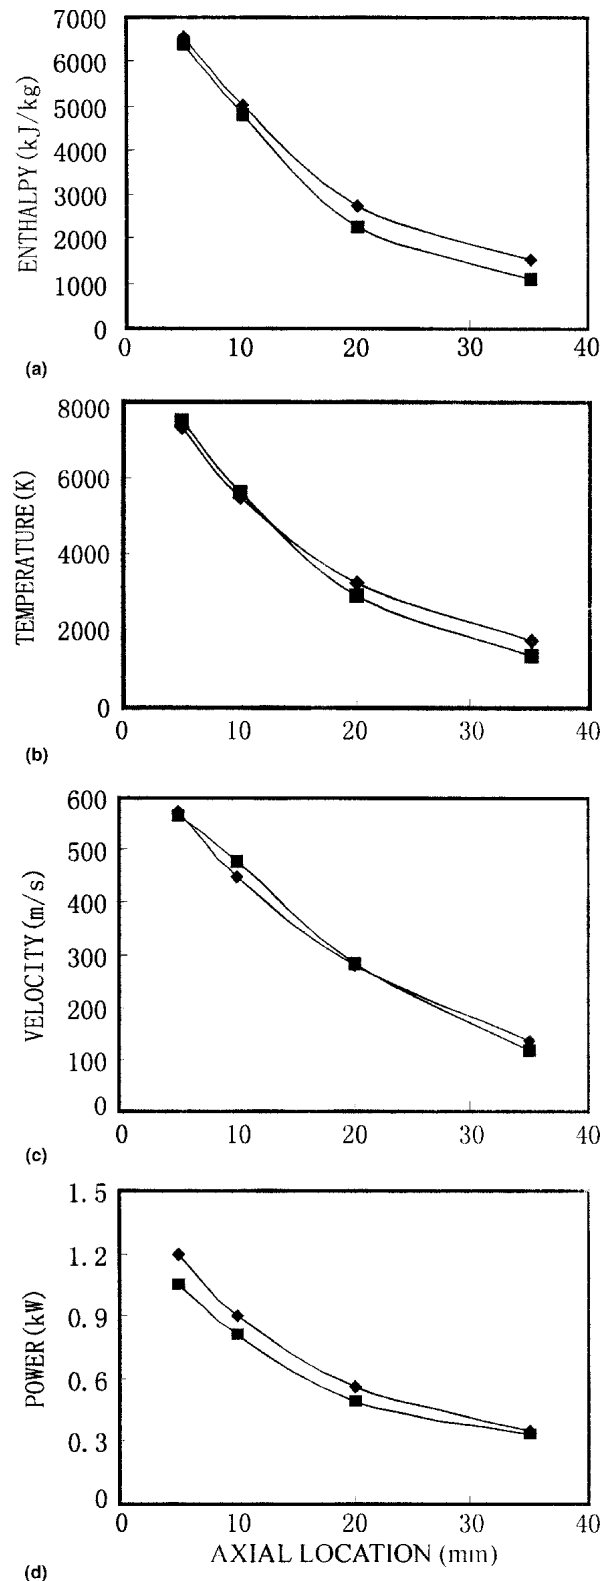 7000
6000
5000
4000
3000
2000
1000
0
ENTHALPY (kJ/kg)
0 10 20 30 40
(a)
8000
6000
4000
2000
0
TEMPERATURE (K)
0 10 20 30 40
(b)
600
500
400
300
200
100
0
VELOCITY (m/s)
0 10 20 30 40
(c)
1.5
1.2
0.9
0.6
0.3
0
POWER (kW)
0 10 20 30 40
AXIAL LOCATION (mm)
(d)